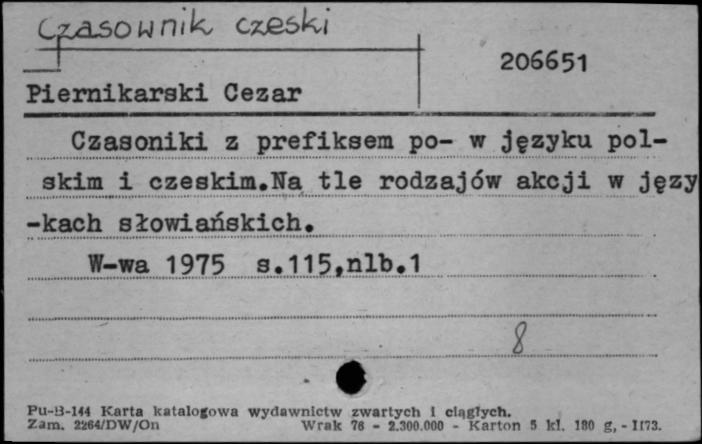 Czasownik czeski
206651
Piernikarski Cezar
Czasoniki z prefiksem po- w języku pol-
skim i czeskim.Na tle rodzajów akcji w języ
-kach słowiańskich.
W-wa 1975 s.115,nlb.1
8
Pu-B-144 Karta katalogowa wydawnictw zwartych i ciągłych.
Zam. 2264/DW/On Wrak 76 - 2.300.000 - Karton 5 kl. 180 g, - II73.